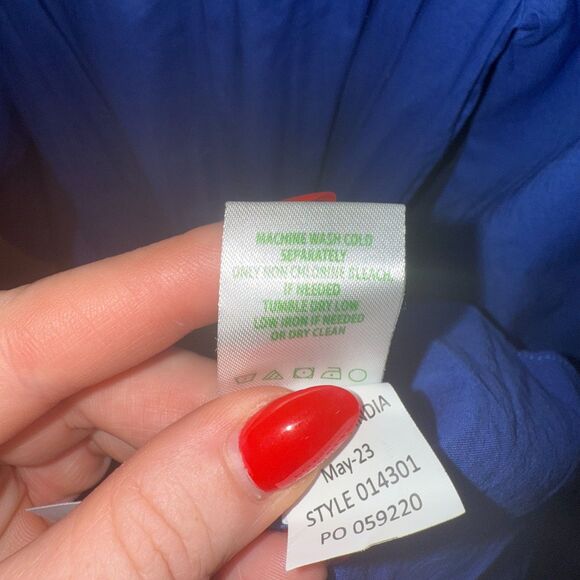 MACHINE WASH COLD
SEPARATELY
ONLY NON CHLORINE BLEACH,
IF NEEDED
TUMBLE DRY LOW
LOW IRON IF NEEDED
OR DRY CLEAN
May-23
STYLE 014301
PO 059220